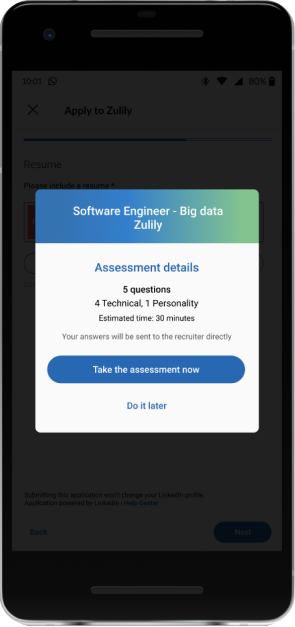 10:01
80%
Apply to Zulily
Resume
Please include a resume *
Software Engineer - Big data
Zulily
Assessment details
5 questions
4 Technical, 1 Personality
Estimated time: 30 minutes
Your answers will be sent to the recruiter directly
Take the assessment now
Do it later
Submitting this application won't change your LinkedIn profile.
Application powered by LinkedIn | Help Center
Back
Next